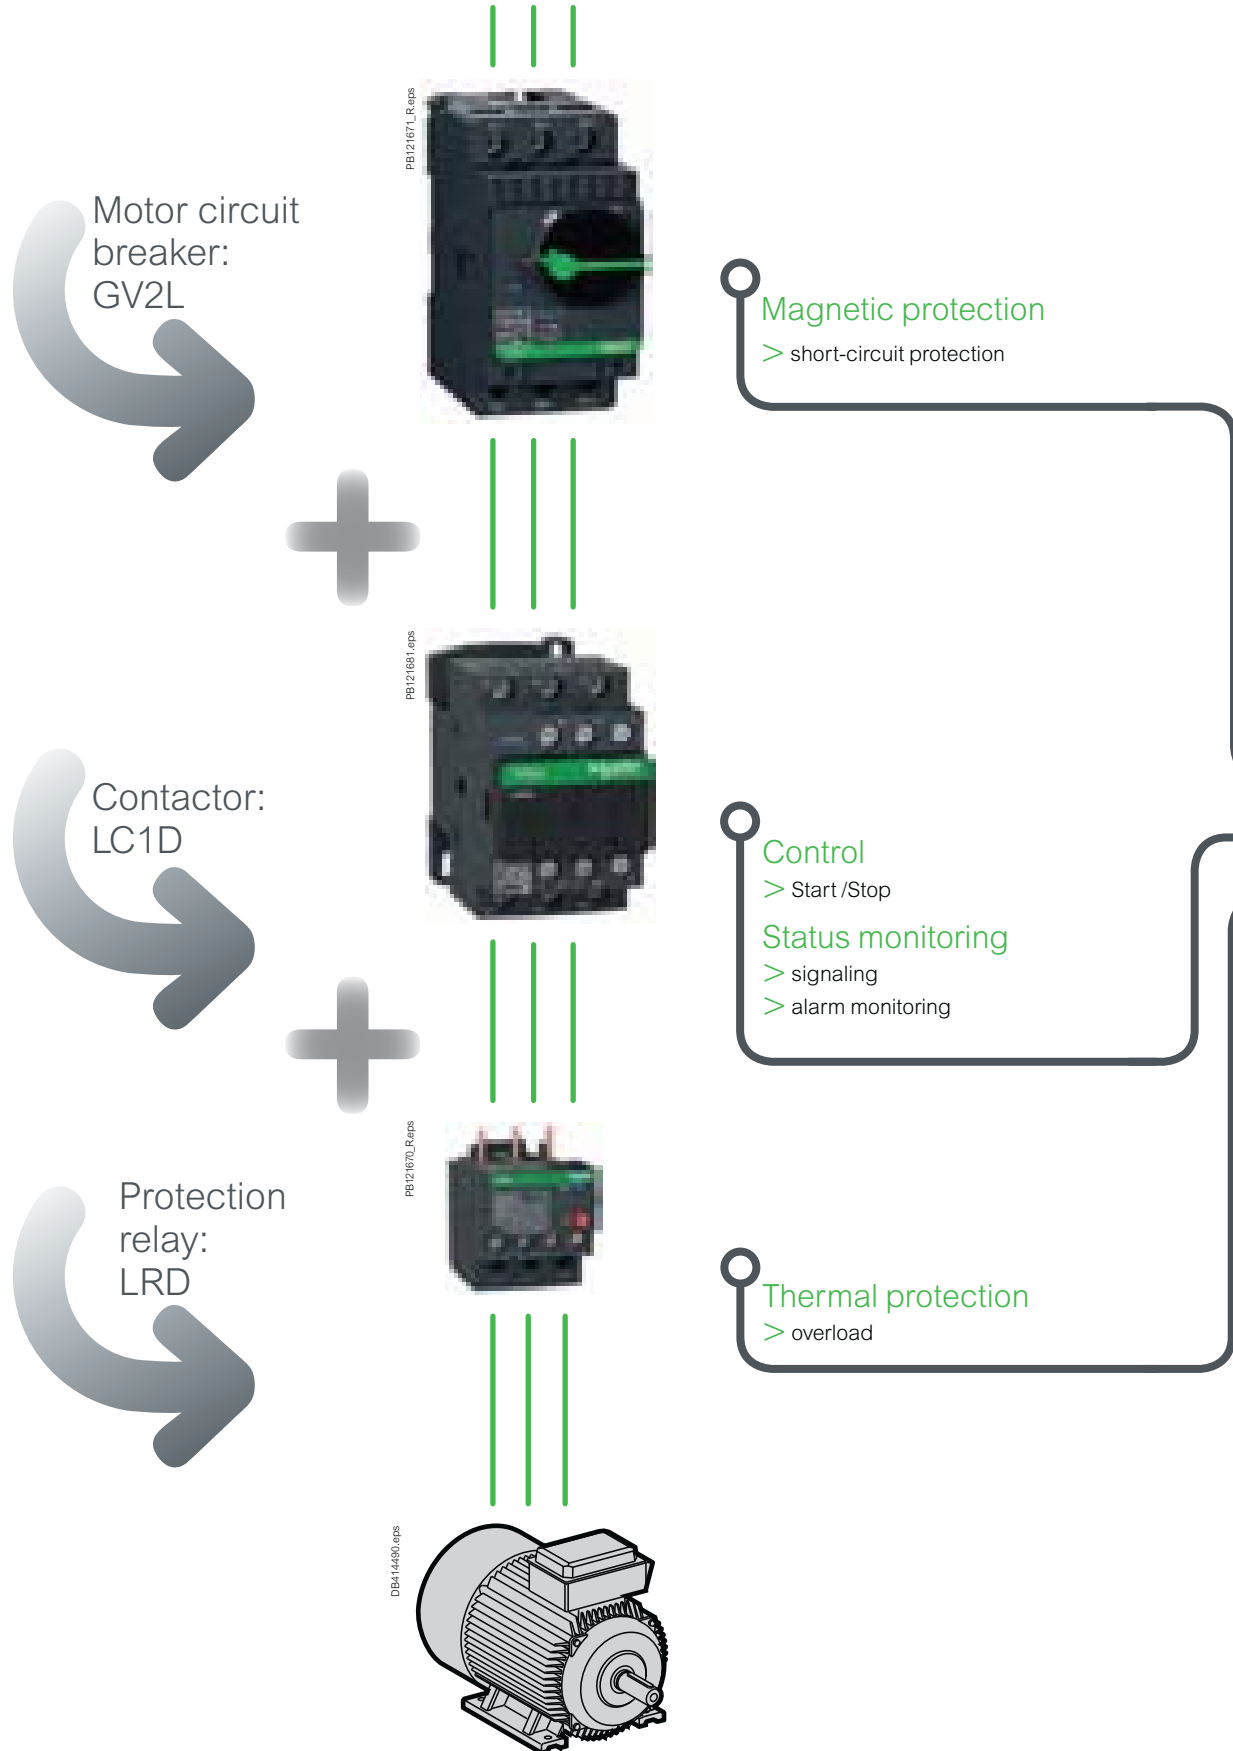 PB121671_R.eps
Motor circuit
breaker:
GV2L
Magnetic protection
> short-circuit protection
PB121681.eps
Contactor:
LC1D
Control
> Start /Stop
Status monitoring
> signaling
> alarm monitoring
PB121670_R.eps
Protection
relay:
LRD
Thermal protection
> overload
DB414490.eps